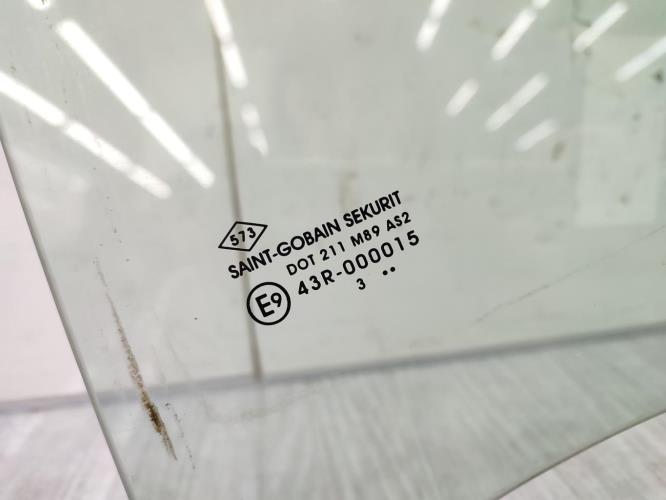 573
SAINT-GOBAIN SEKURIT
DOT 211 M89 AS2
E9 43R-000015
3 ..